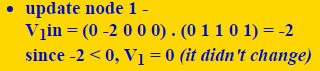 • update node 1 -
V1in = (0 -2 0 0 0) . (0 1 1 0 1) = -2
since -2 < 0, V1 = 0 (it didn't change)